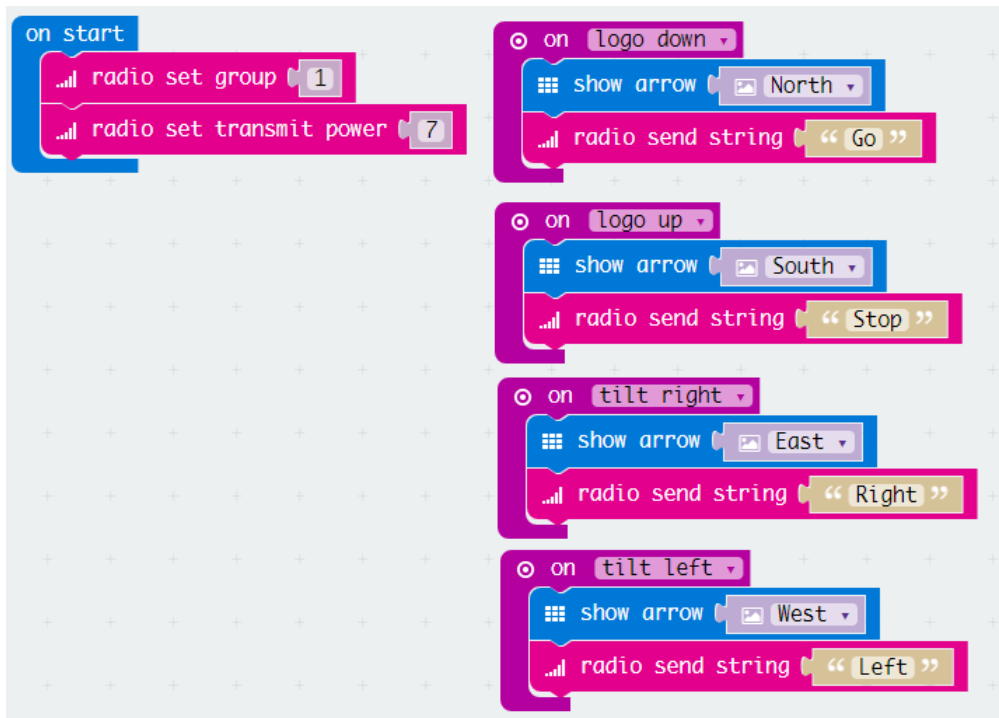 on start
radio set group 1
radio set transmit power 7
on logo down
show arrow North
radio send string “ Go ”
on logo up
show arrow South
radio send string “ Stop ”
on tilt right
show arrow East
radio send string “ Right ”
on tilt left
show arrow West
radio send string “ Left ”